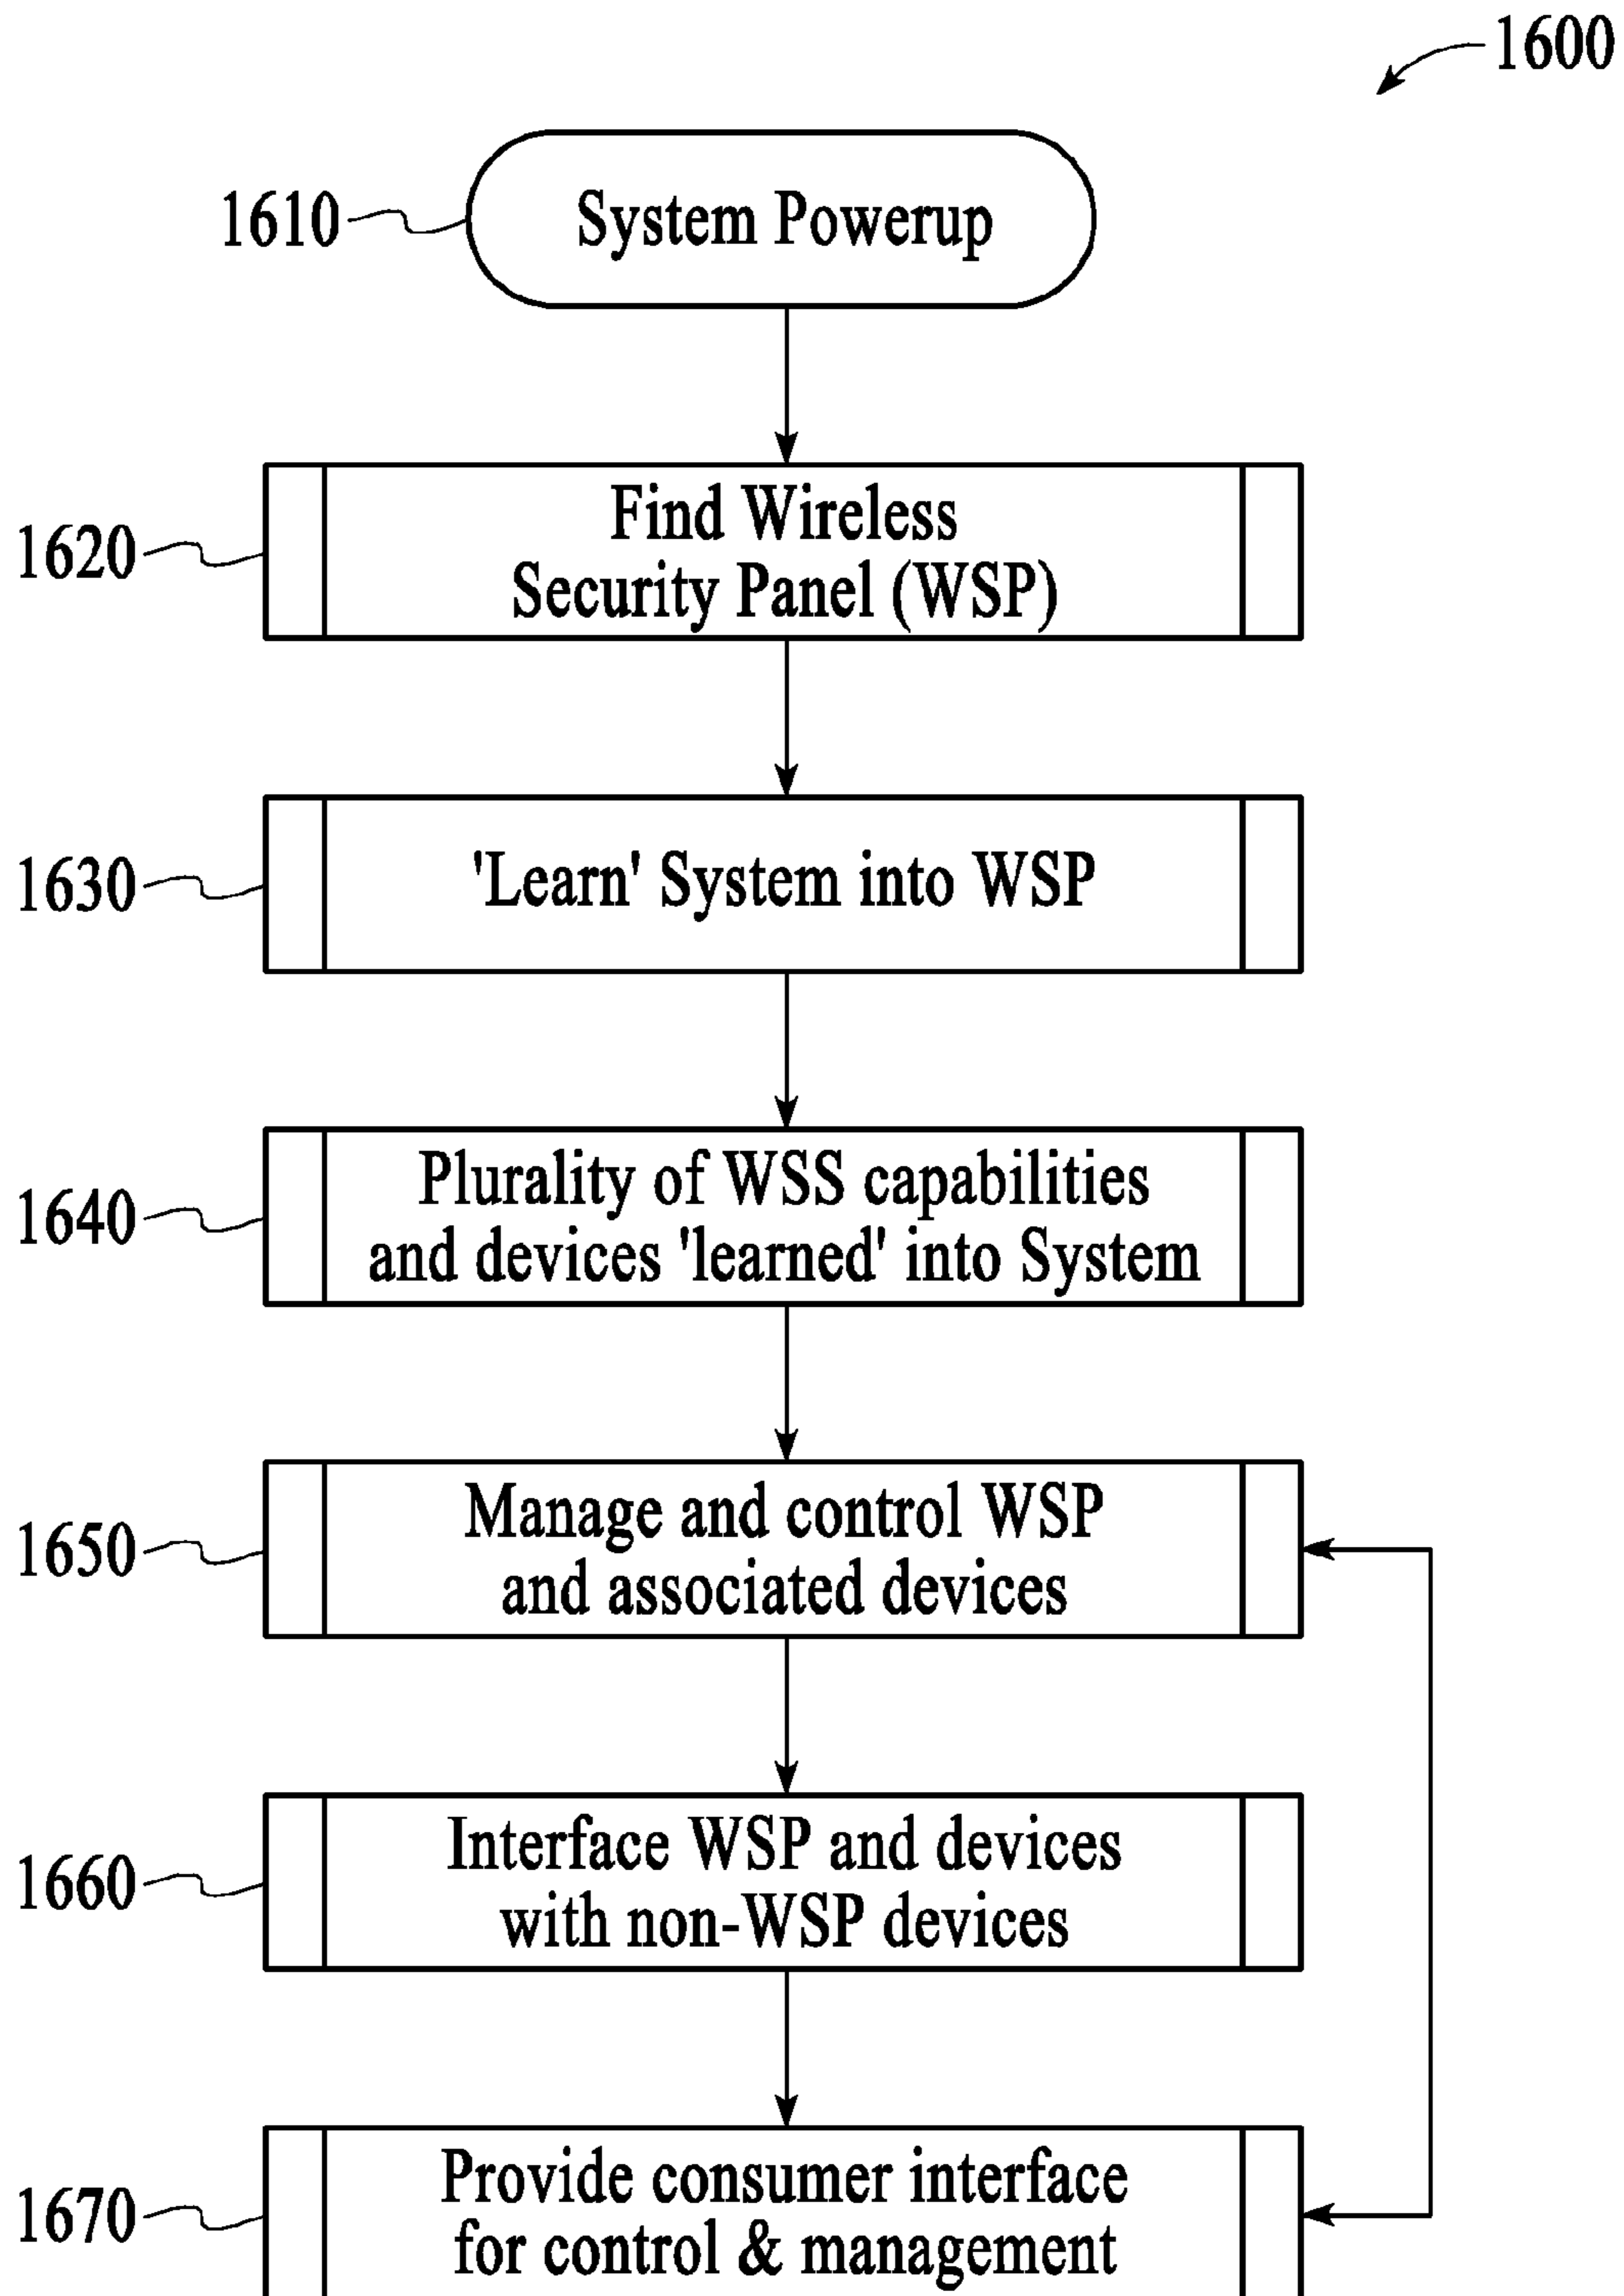 1600
1610
System Powerup
1620
Find Wireless
Security Panel (WSP)
1630
'Learn' System into WSP
1640
Plurality of WSS capabilities
and devices 'learned' into System
1650
Manage and control WSP
and associated devices
1660
Interface WSP and devices
with non-WSP devices
1670
Provide consumer interface
for control & management